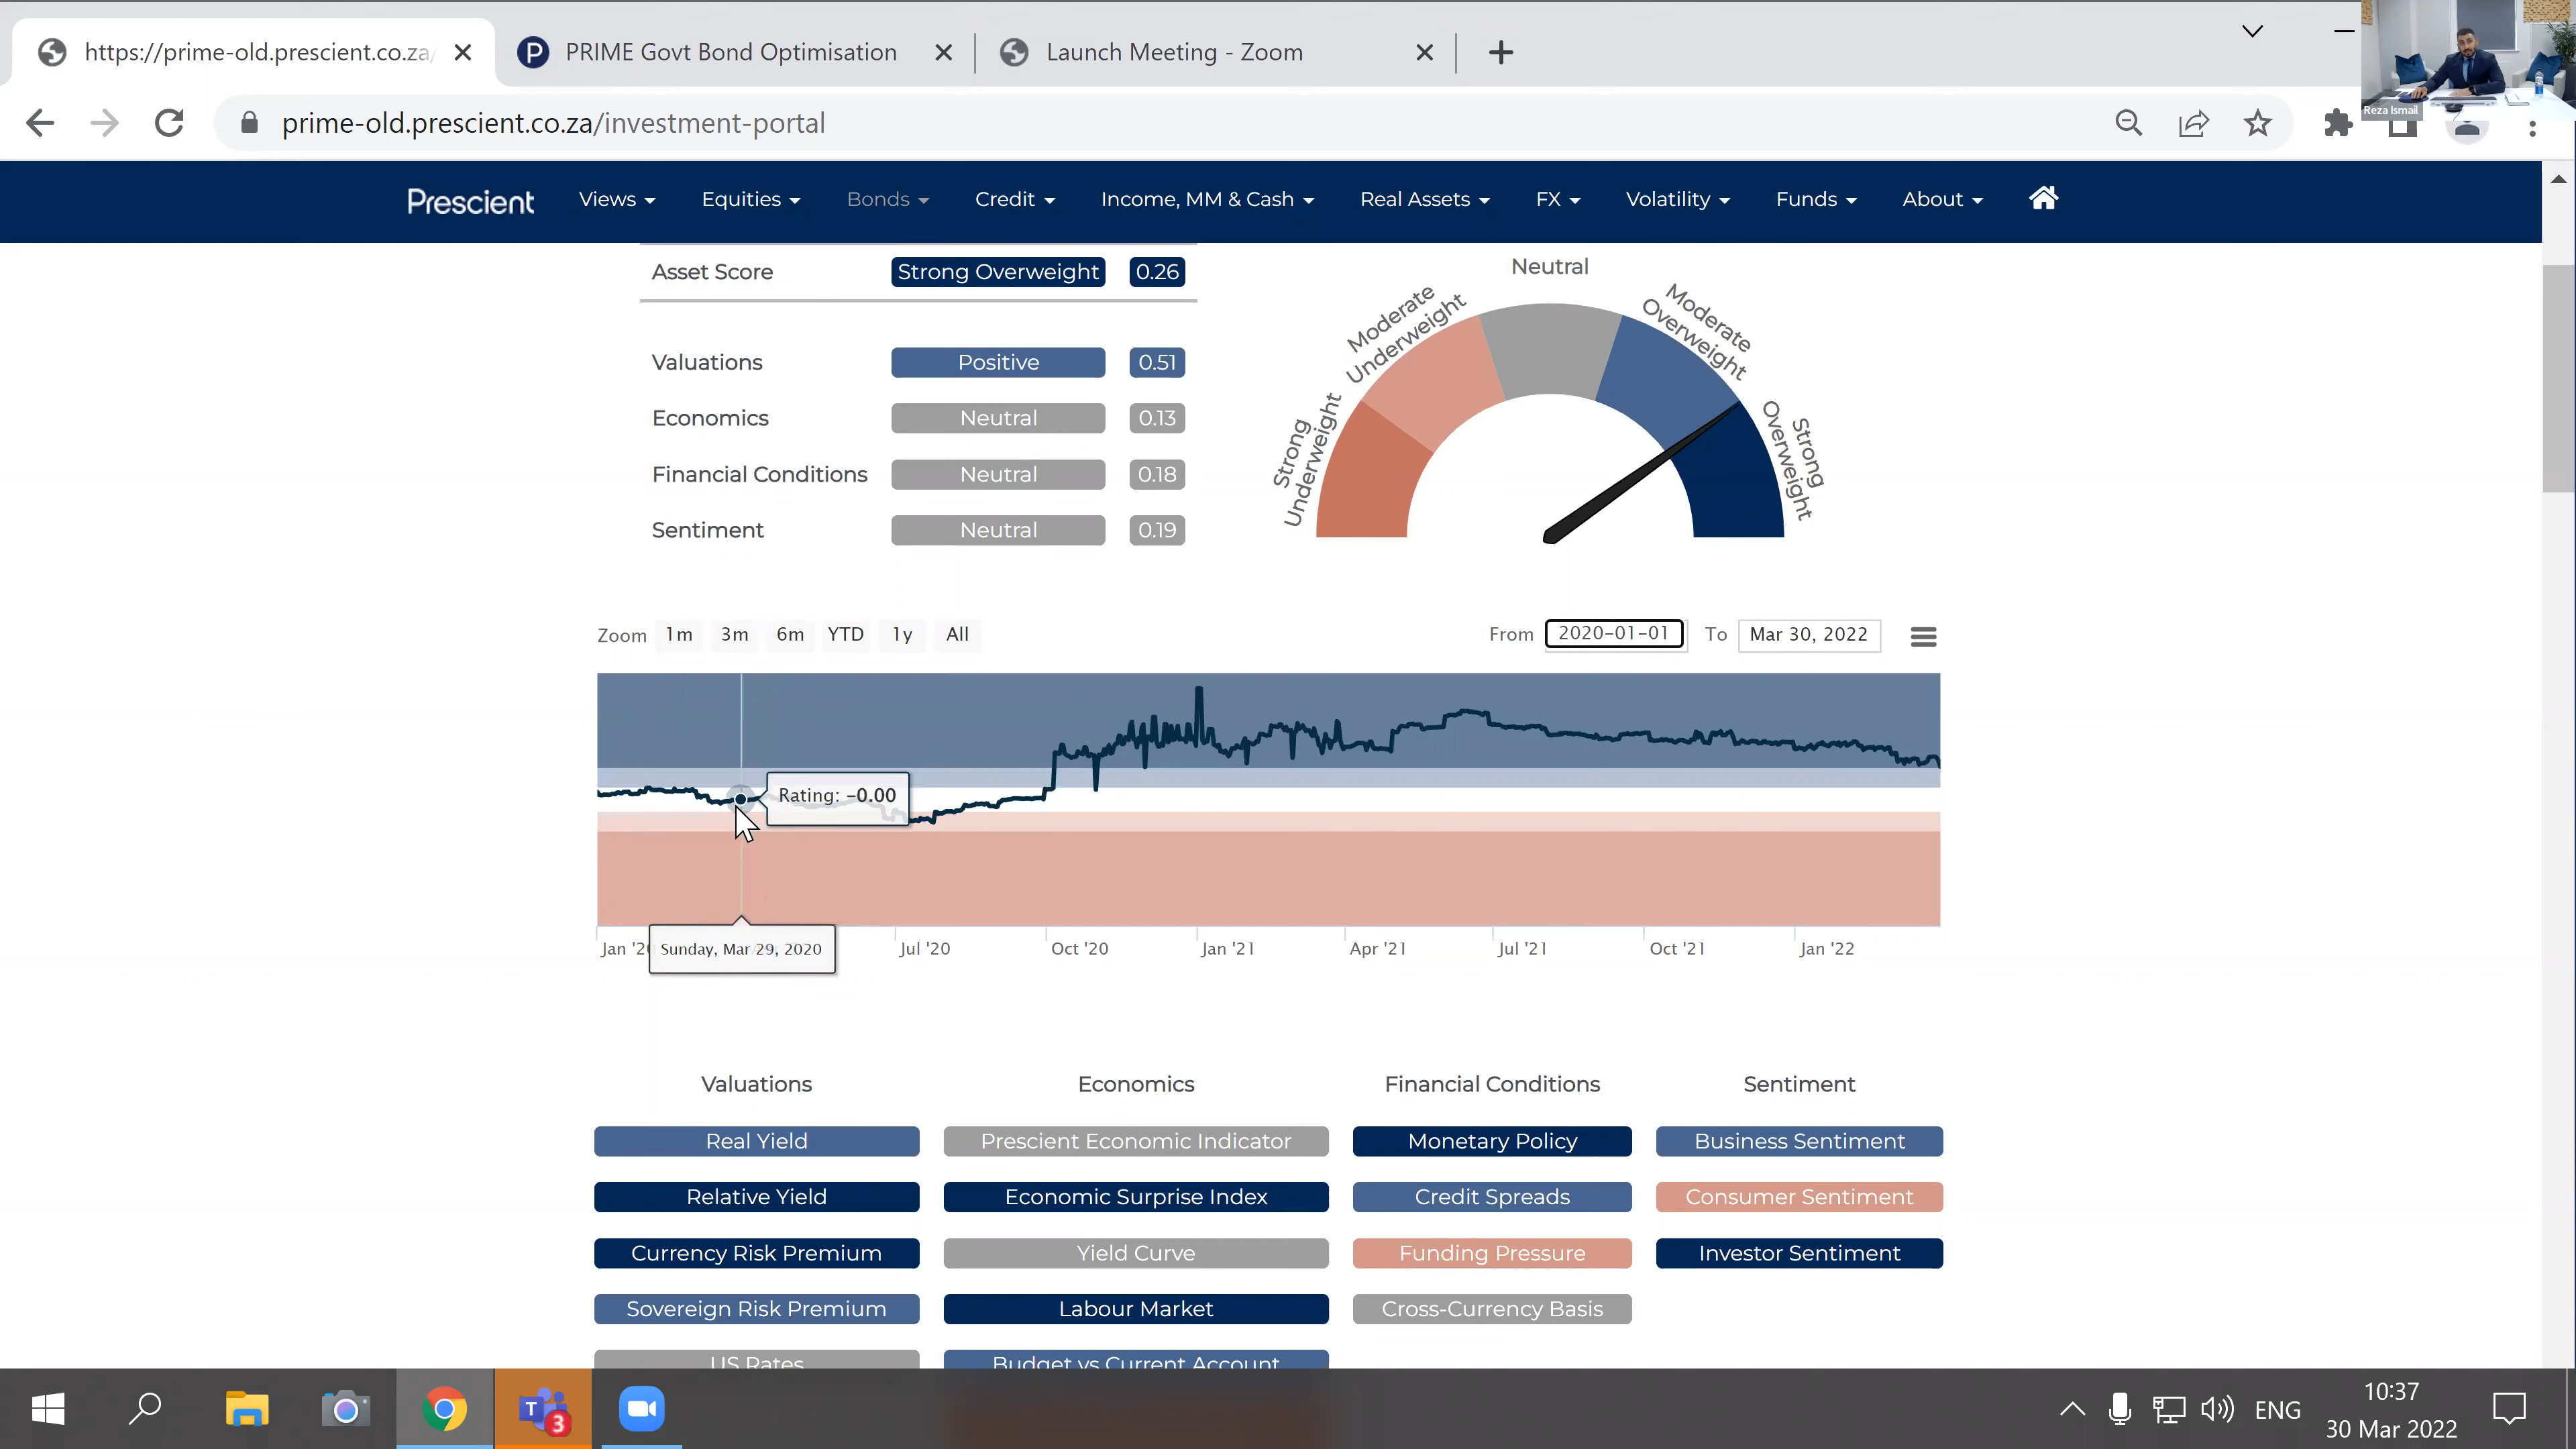 https://prime-old.prescient.co.za/
PRIME Govt Bond Optimisation
Launch Meeting - Zoom
prime-old.prescient.co.za/investment-portal
Reza Ismail
Prescient Views Equities Bonds Credit Income, MM & Cash Real Assets FX Volatility Funds About
Asset Score Strong Overweight 0.26
Valuations Positive 0.51
Economics Neutral 0.13
Financial Conditions Neutral 0.18
Sentiment Neutral 0.19
Strong Underweight
Moderate Underweight
Neutral
Moderate Overweight
Strong Overweight
Zoom 1m 3m 6m YTD 1y All From 2020-01-01 To Mar 30, 2022
Rating: -0.00
Jan '20 Jul '20 Oct '20 Jan '21 Apr '21 Jul '21 Oct '21 Jan '22
Sunday, Mar 29, 2020
Valuations Economics Financial Conditions Sentiment
Real Yield Prescient Economic Indicator Monetary Policy Business Sentiment
Relative Yield Economic Surprise Index Credit Spreads Consumer Sentiment
Currency Risk Premium Yield Curve Funding Pressure Investor Sentiment
Sovereign Risk Premium Labour Market Cross-Currency Basis
US Rates Budget vs Current Account
T 3
ENG
10:37
30 Mar 2022